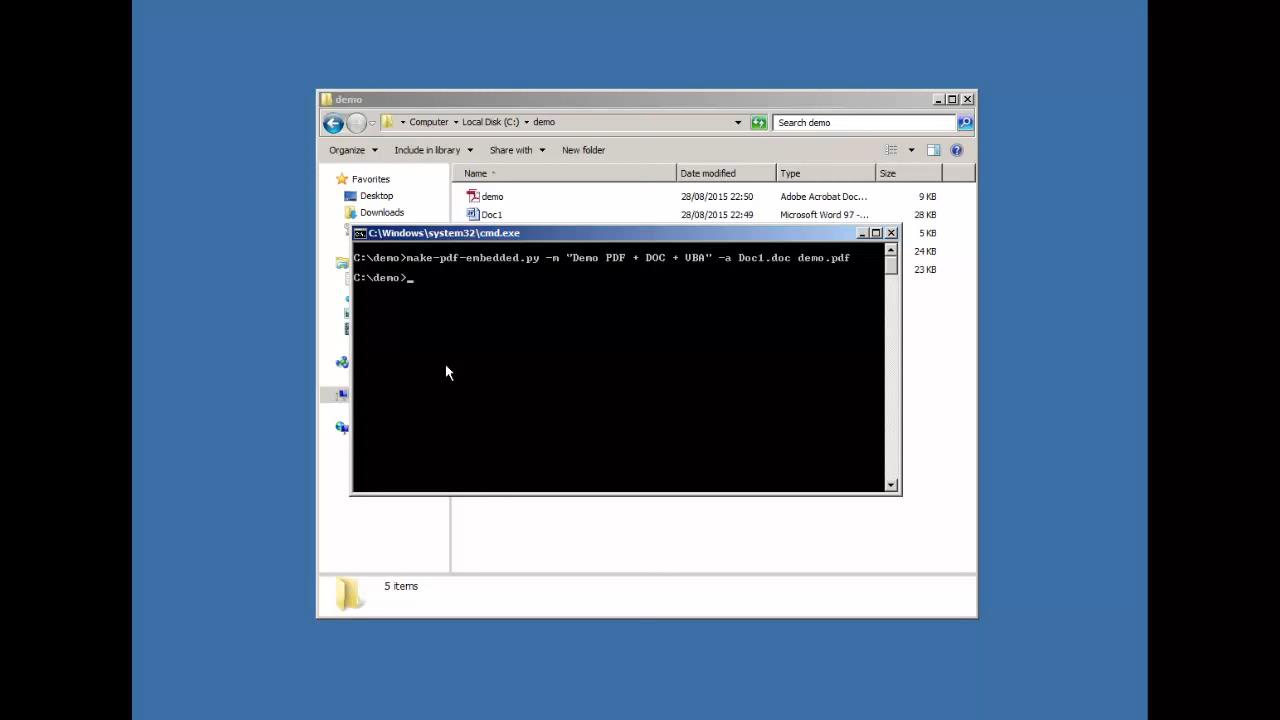 demo
Computer Local Disk (C:) demo
Search demo
Organize Include in library Share with New folder
Name Date modified Type Size
Favorites
Desktop
Downloads
demo 28/08/2015 22:50 Adobe Acrobat Doc... 9 KB
Doc1 28/08/2015 22:49 Microsoft Word 97 -... 28 KB
5 KB
24 KB
23 KB
C:\Windows\system32\cmd.exe
C:\demo>make-pdf-embedded.py -m "Demo PDF + DOC + VBA" -a Doc1.doc demo.pdf
C:\demo>_
5 items